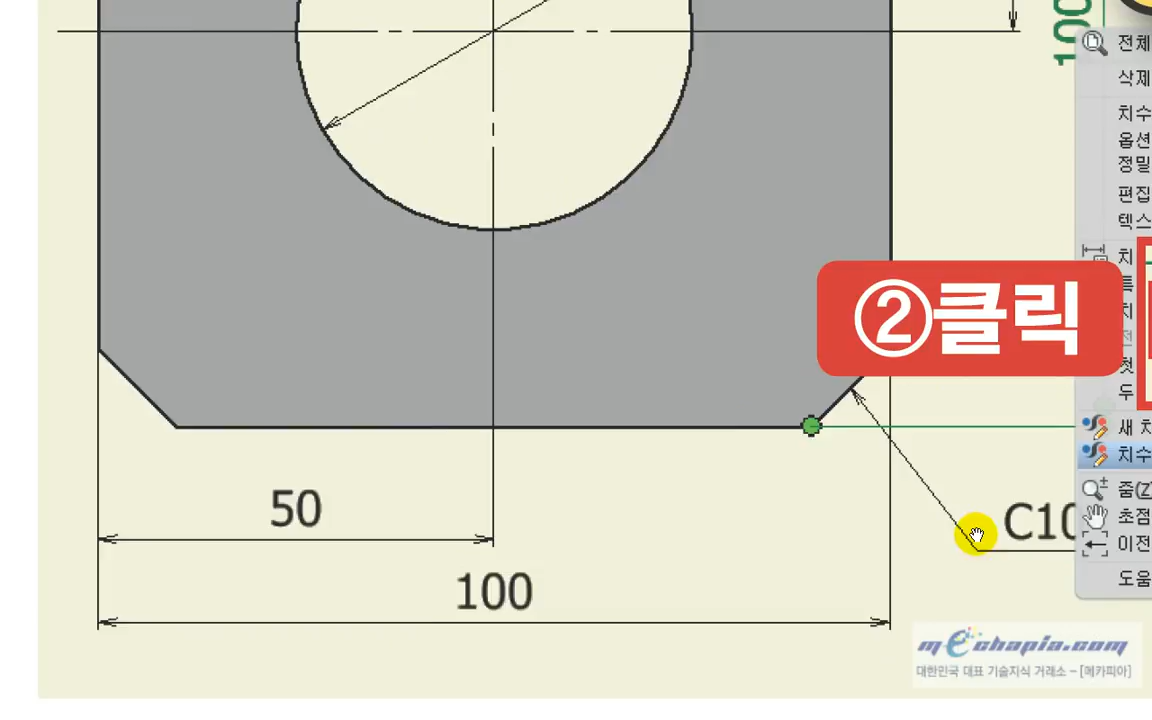 100
전체
삭제
치수
옵션
정밀
편집
텍스
치
특
치
전
첫
두
②클릭
새 치
치수
줌(Z
초점
이전
도움
50
C10
100
mechapia.com
대한민국 대표 기술지식 거래소 – [메카피아]